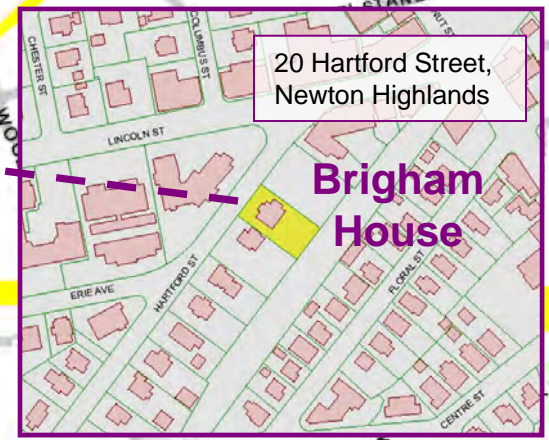 CHESTER ST
COLUMBUS ST
20 Hartford Street,
Newton Highlands
LINCOLN ST
Brigham
House
HARTFORD ST
FLORAL ST
ERIE AVE
CENTRE ST